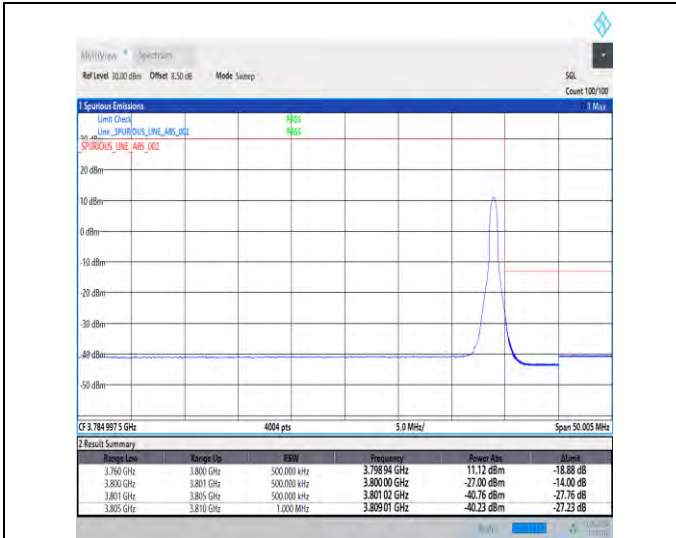 MultiView Spectrum
Ref Level 30.00 dBm Offset 8.50 dB Mode Sweep SGL
Count 100/100
1 Spurious Emissions 1 Max
Limit Check PASS
Line _SPURIOUS_LINE_ABS_002 PASS
_SPURIOUS_LINE_ABS_002
20 dBm
10 dBm
0 dBm
-10 dBm
-20 dBm
-30 dBm
-40 dBm
-50 dBm
CF 3.784 997 5 GHz 4004 pts 5.0 MHz/ Span 50.005 MHz
2 Result Summary
Range Low Range Up RBW Frequency Power Abs ΔLimit
3.760 GHz 3.800 GHz 500.000 kHz 3.798 94 GHz 11.12 dBm -18.88 dB
3.800 GHz 3.801 GHz 500.000 kHz 3.800 00 GHz -27.00 dBm -14.00 dB
3.801 GHz 3.805 GHz 500.000 kHz 3.801 02 GHz -40.76 dBm -27.76 dB
3.805 GHz 3.810 GHz 1.000 MHz 3.809 01 GHz -40.23 dBm -27.23 dB